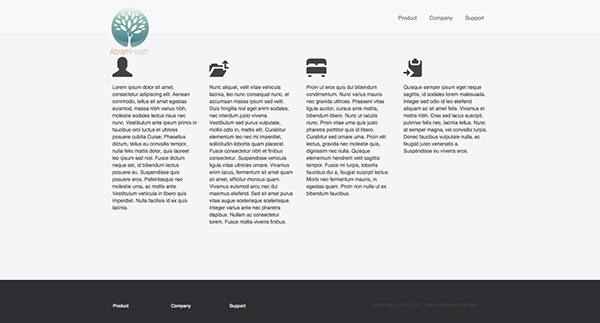 Product Company Support
AbramHealth
Lorem ipsum dolor sit amet,
consectetur adipiscing elit. Aenean
commodo, tellus sit amet egestas
euismod, massa nibh varius nibh,
molestie sodales lectus risus nec
nunc. Vestibulum ante ipsum primis in
faucibus orci luctus et ultrices
posuere cubilia Curae; Phasellus
dictum, tellus eu convallis tempor,
nulla felis mattis dolor, quis laoreet
leo ipsum sed nisl. Fusce dictum
neque est, id bibendum lectus
posuere eu. Suspendisse quis
posuere eros. Pellentesque nec
molestie urna, ac mollis ante.
Vestibulum vehicula in libero quis
imperdiet. Nulla facilisis id ex quis
lacinia.
Nunc aliquet, velit vitae vehicula
lacinia, leo nunc consequat nunc, et
accumsan massa ipsum sed velit.
Duis fringilla nisl eget enim sodales,
nec interdum justo viverra.
Vestibulum sed purus vulputate,
mollis odio in, mattis elit. Curabitur
elementum leo nec mi imperdiet,
sollicitudin lobortis quam placerat.
Fusce consectetur nibh et finibus
consectetur. Suspendisse vehicula
ligula vitae ultricies ornare. Vivamus
enim lacus, fermentum sit amet quam
sit amet, efficitur rhoncus quam.
Vivamus euismod arcu nec dui
maximus eleifend. Sed sit amet purus
vitae augue scelerisque scelerisque.
Integer varius ante nec pharetra
dapibus. Nullam ac consectetur
lorem. Fusce mollis viverra finibus.
Proin ut eros quis dui bibendum
condimentum. Nunc varius mauris
nec gravida ultrices. Praesent vitae
ligula auctor, cursus ante mattis,
bibendum libero. Nunc ut iaculis
nunc. Proin vitae urna quis justo
pharetra porttitor quis id libero.
Curabitur sed ornare diam. Proin elit
lectus, gravida nec molestie quis,
dignissim nec nulla. Quisque
elementum hendrerit velit sagittis
tempor. Fusce mi turpis, lobortis
faucibus dui a, feugiat suscipit lectus.
Morbi nec fermentum mauris, in
egestas quam. Proin non nulla ut ex
bibendum faucibus.
Quisque semper ipsum eget neque
sagittis, id sodales lorem malesuada.
Integer sed odio id leo eleifend
aliquam ac sit amet felis. Vivamus et
mattis nibh. Cras sed lacus suscipit,
pulvinar felis nec, lacinia tellus. Nunc
at semper magna, vel convallis turpis.
Donec faucibus vulputate nulla, ac
feugiat justo venenatis a.
Suspendisse eu viverra eros.
Product Company Support